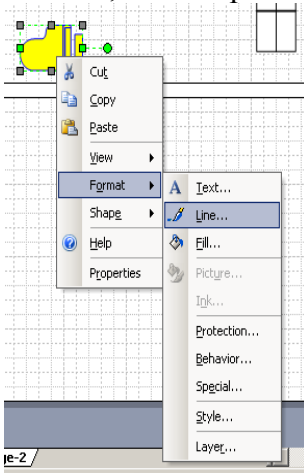 Cut
Copy
Paste
View
Format
Shape
Help
Properties
Text...
Line...
Fill...
Picture...
Ink...
Protection...
Behavior...
Special...
Style...
Layer...
ge-2